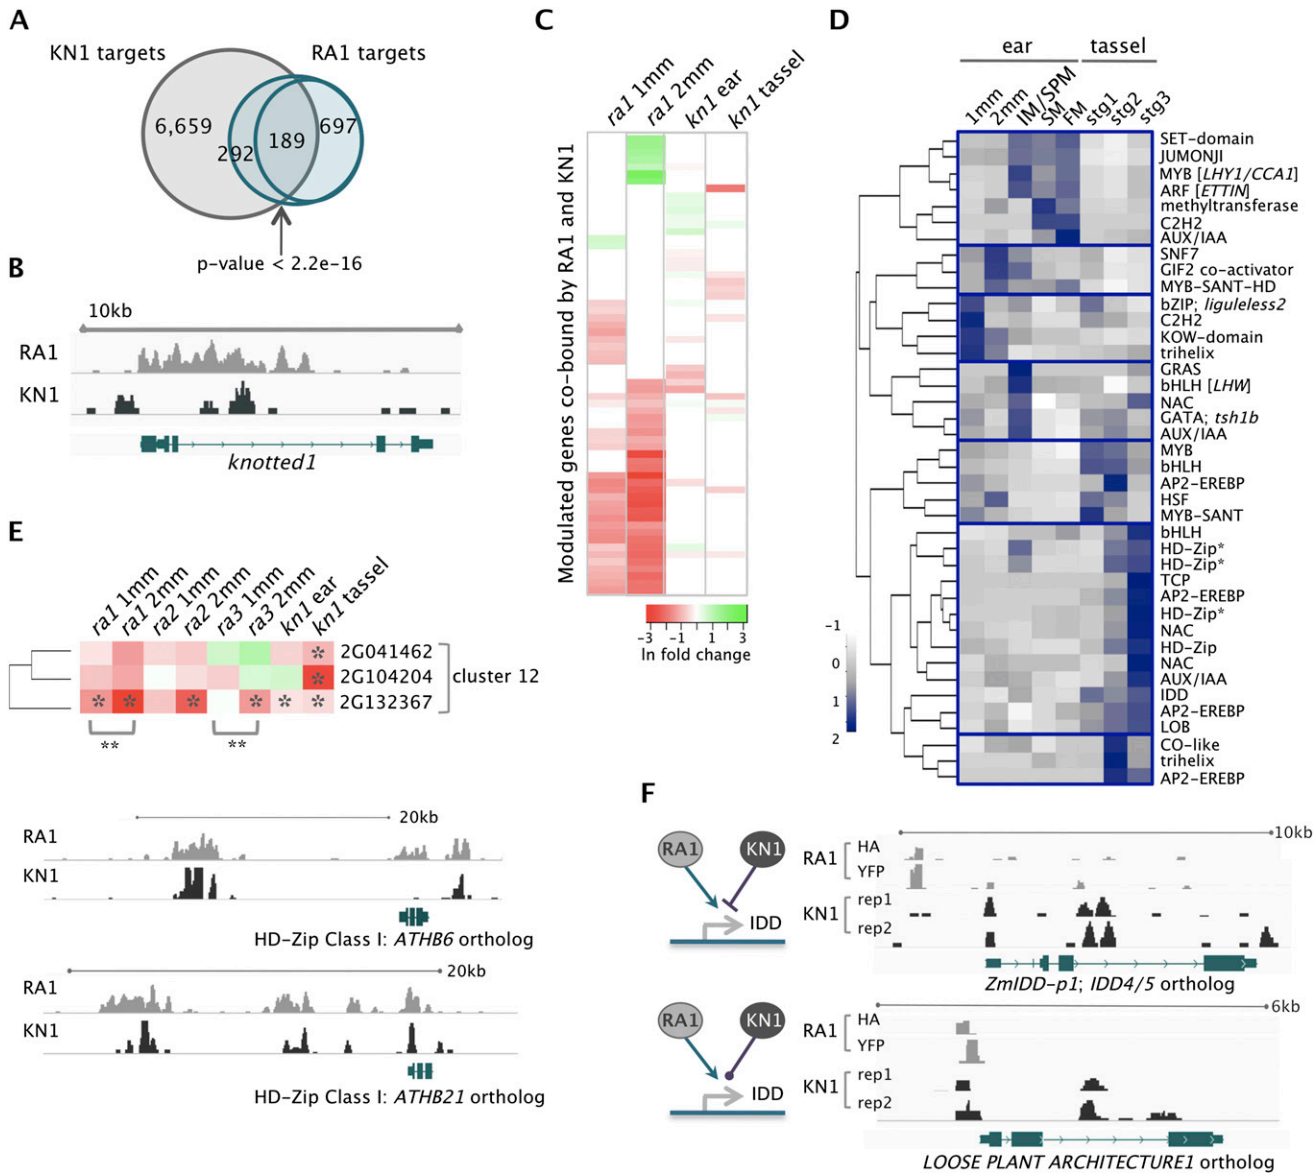 A
KN1 targets
RA1 targets
6,659
292
189
697
p-value < 2.2e-16
B
10kb
RA1
KN1
knotted1
C
ra1 1mm
ra1 2mm
kn1 ear
kn1 tassel
Modulated genes co-bound by RA1 and KN1
-3 -1 1 3
ln fold change
D
ear
tassel
1mm
2mm
IM/SPM
SM
FM
stg1
stg2
stg3
SET-domain
JUMONJI
MYB [LHY1/CCA1]
ARF [ETTIN]
methyltransferase
C2H2
AUX/IAA
SNF7
GIF2 co-activator
MYB-SANT-HD
bZIP; liguleless2
C2H2
KOW-domain
trihelix
GRAS
bHLH [LHW]
NAC
GATA; tsh1b
AUX/IAA
MYB
bHLH
AP2-EREBP
HSF
MYB-SANT
bHLH
HD-Zip*
HD-Zip*
TCP
AP2-EREBP
HD-Zip*
NAC
HD-Zip
NAC
AUX/IAA
IDD
AP2-EREBP
LOB
CO-like
trihelix
AP2-EREBP
-1
0
1
2
E
ra1 1mm
ra1 2mm
ra2 1mm
ra2 2mm
ra3 1mm
ra3 2mm
kn1 ear
kn1 tassel
*
2G041462
*
2G104204
* * * * * *
2G132367
cluster 12
** **
20kb
RA1
KN1
HD-Zip Class I: ATHB6 ortholog
20kb
RA1
KN1
HD-Zip Class I: ATHB21 ortholog
F
RA1
KN1
IDD
10kb
RA1
HA
YFP
KN1
rep1
rep2
ZmIDD-p1; IDD4/5 ortholog
RA1
KN1
IDD
6kb
RA1
HA
YFP
KN1
rep1
rep2
LOOSE PLANT ARCHITECTURE1 ortholog